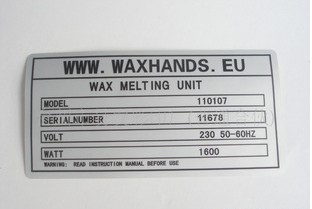 WWW. WAXHANDS. EU
WAX MELTING UNIT
MODEL 110107
SERIALNUMBER 11678
VOLT 230 50-60HZ
WATT 1600
WARNING: READ INSTRUCTION MANUAL BEFORE USE